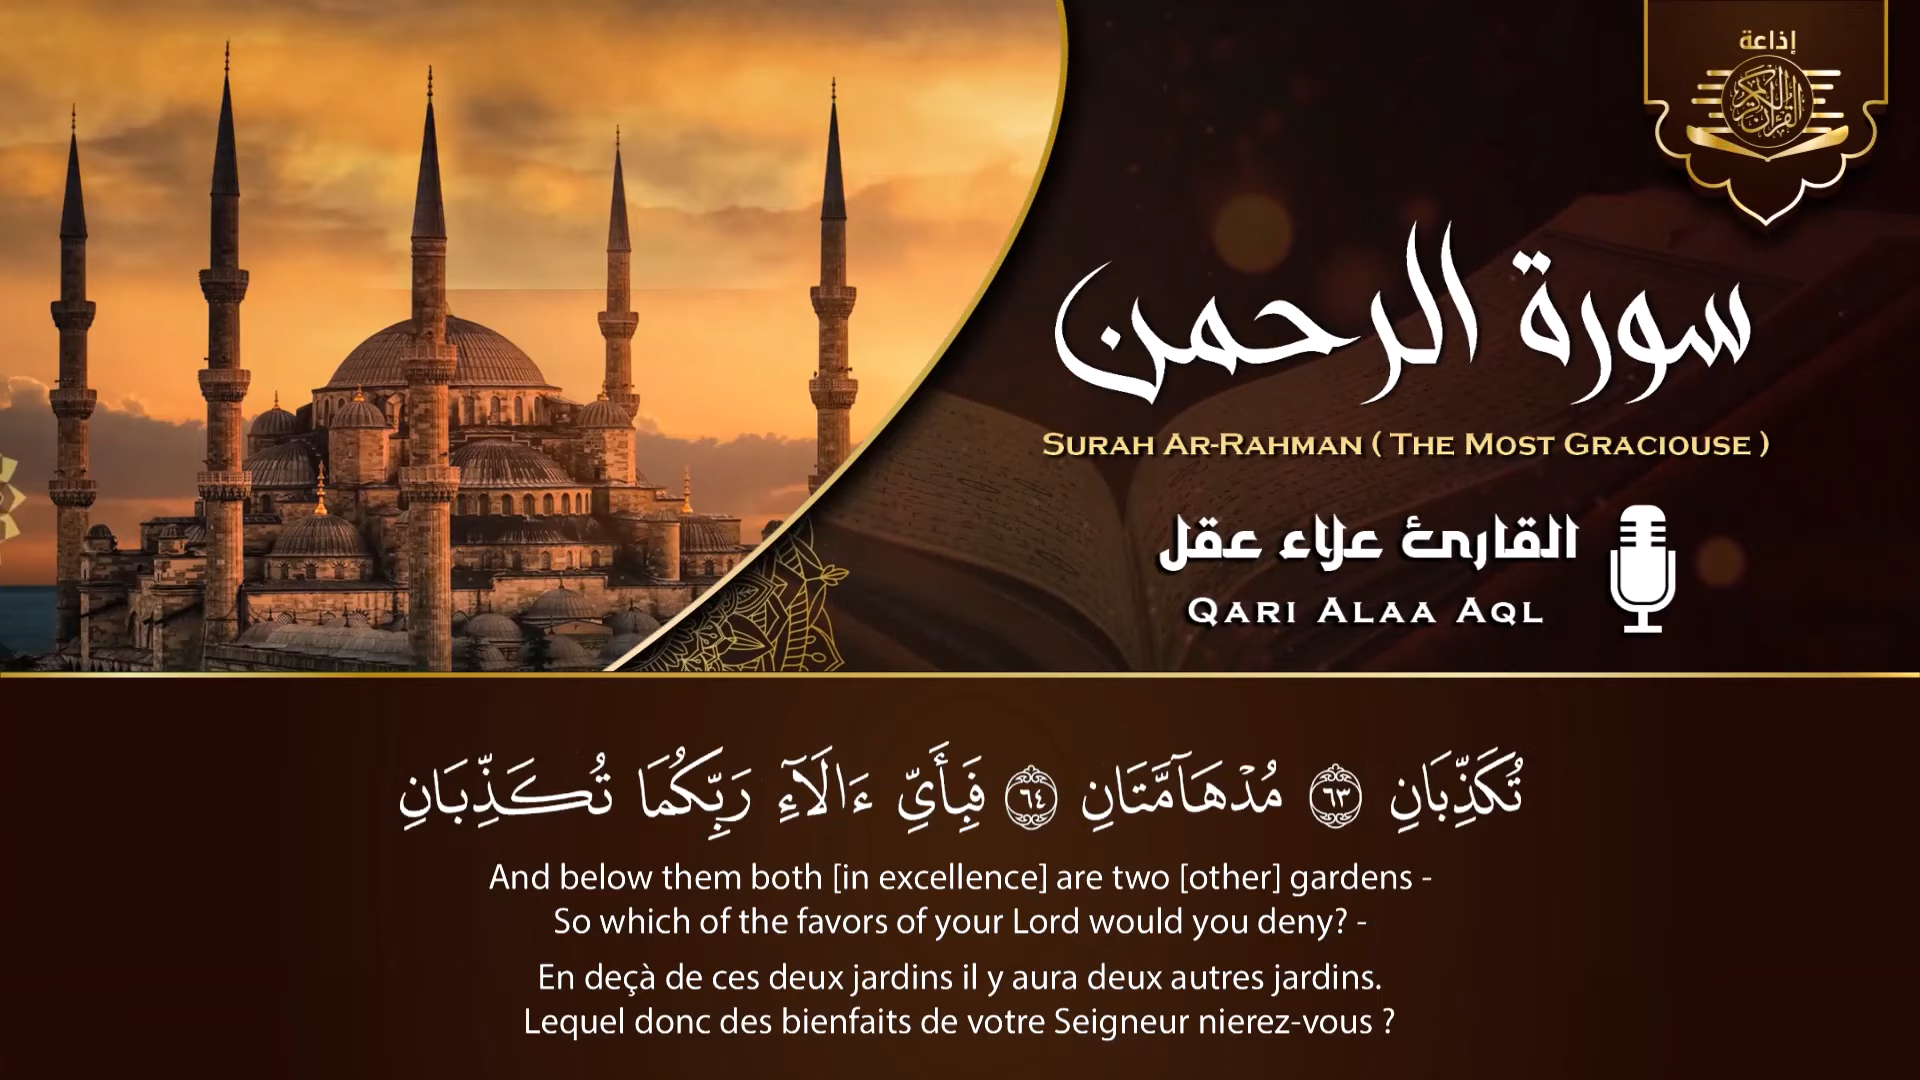 إذاعة
القرآن الكريم
سورة الرحمن
SURAH AR-RAHMAN ( THE MOST GRACIOUSE )
القارئ علاء عقل
QARI ALAA AQL
تُكَذِّبَانِ ٦٣ مُدْهَآمَّتَانِ ٦٤ فَبِأَيِّ ءَالَآءِ رَبِّكُمَا تُكَذِّبَانِ
And below them both [in excellence] are two [other] gardens -
So which of the favors of your Lord would you deny? -
En deçà de ces deux jardins il y aura deux autres jardins.
Lequel donc des bienfaits de votre Seigneur nierez-vous ?